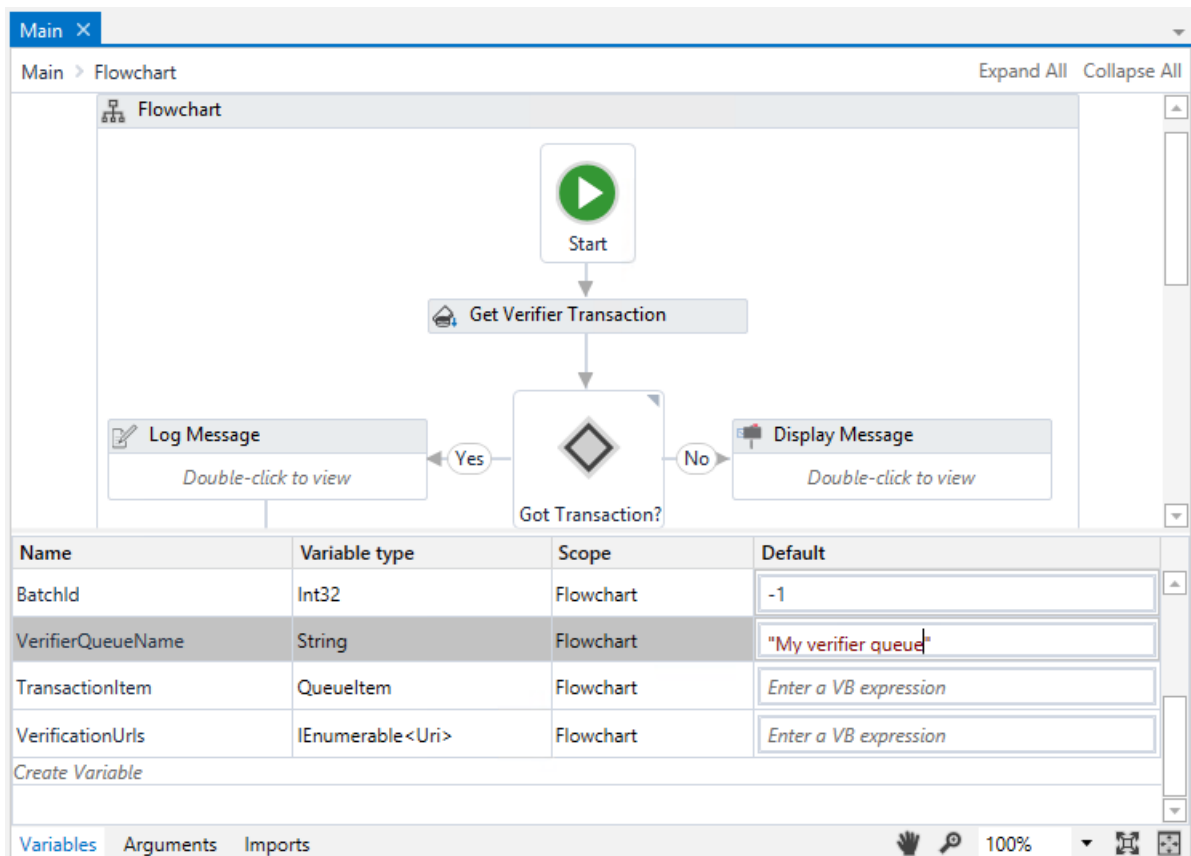 Main
Main > Flowchart Expand All Collapse All
Flowchart
Start
Get Verifier Transaction
Log Message
Double-click to view
Yes
Got Transaction?
No
Display Message
Double-click to view
Name Variable type Scope Default
BatchId Int32 Flowchart -1
VerifierQueueName String Flowchart "My verifier queue"
TransactionItem QueueItem Flowchart Enter a VB expression
VerificationUrls IEnumerable<Uri> Flowchart Enter a VB expression
Create Variable
Variables Arguments Imports 100%